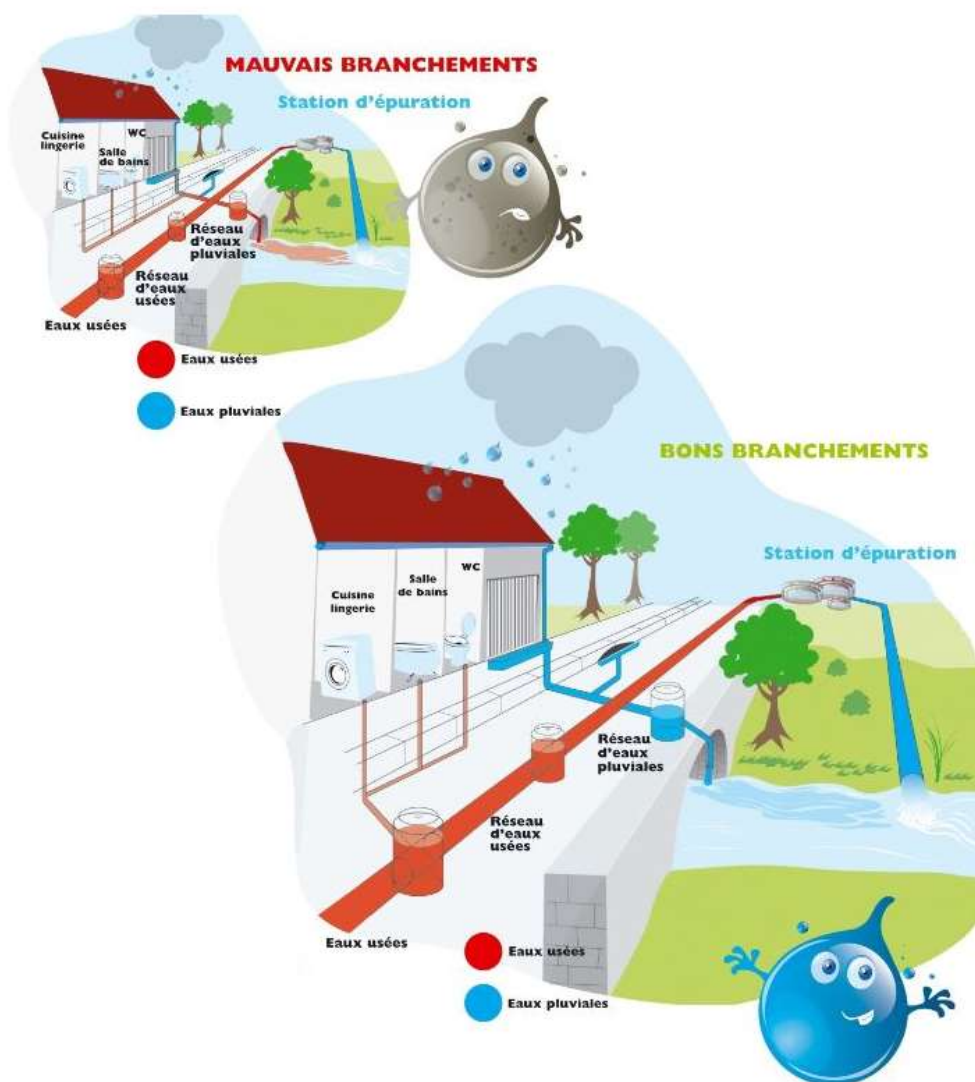 MAUVAIS BRANCHEMENTS
Station d'épuration
Cuisine
lingerie
Salle
de bains
WC
Réseau
d'eaux
pluviales
Réseau
d'eaux
usées
Eaux usées
Eaux usées
Eaux pluviales
BONS BRANCHEMENTS
Station d'épuration
Cuisine
lingerie
Salle
de bains
WC
Réseau
d'eaux
pluviales
Réseau
d'eaux
usées
Eaux usées
Eaux usées
Eaux pluviales